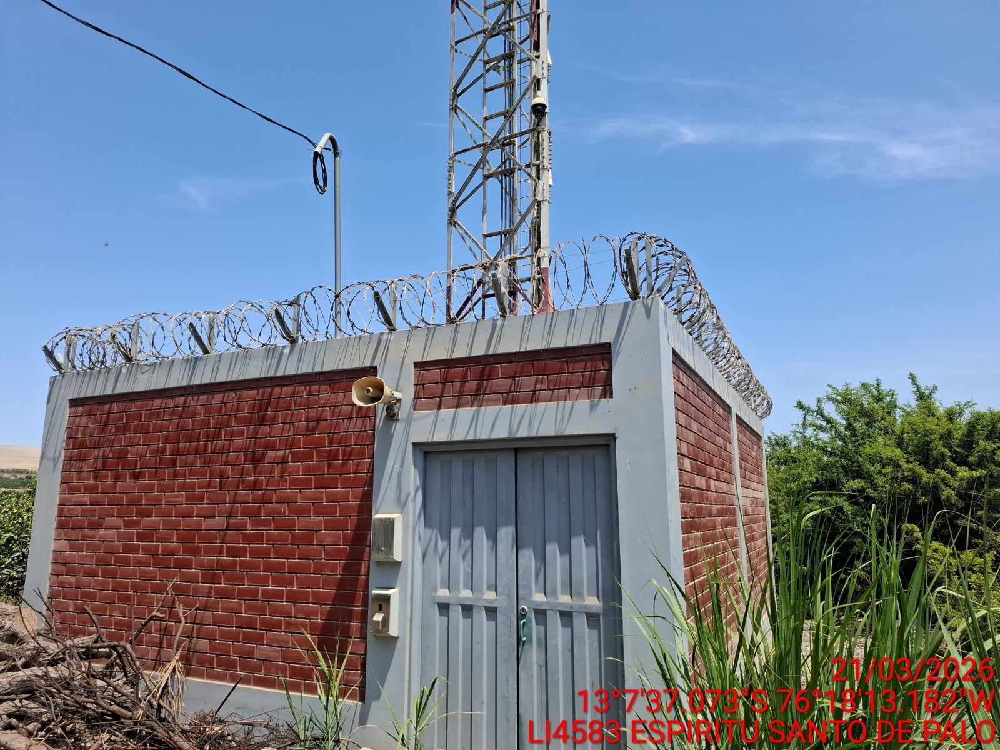 21/03/2026
13°7'37.073"S 76°18'13.182"W
LI4583 ESPIRITU SANTO DE PALO